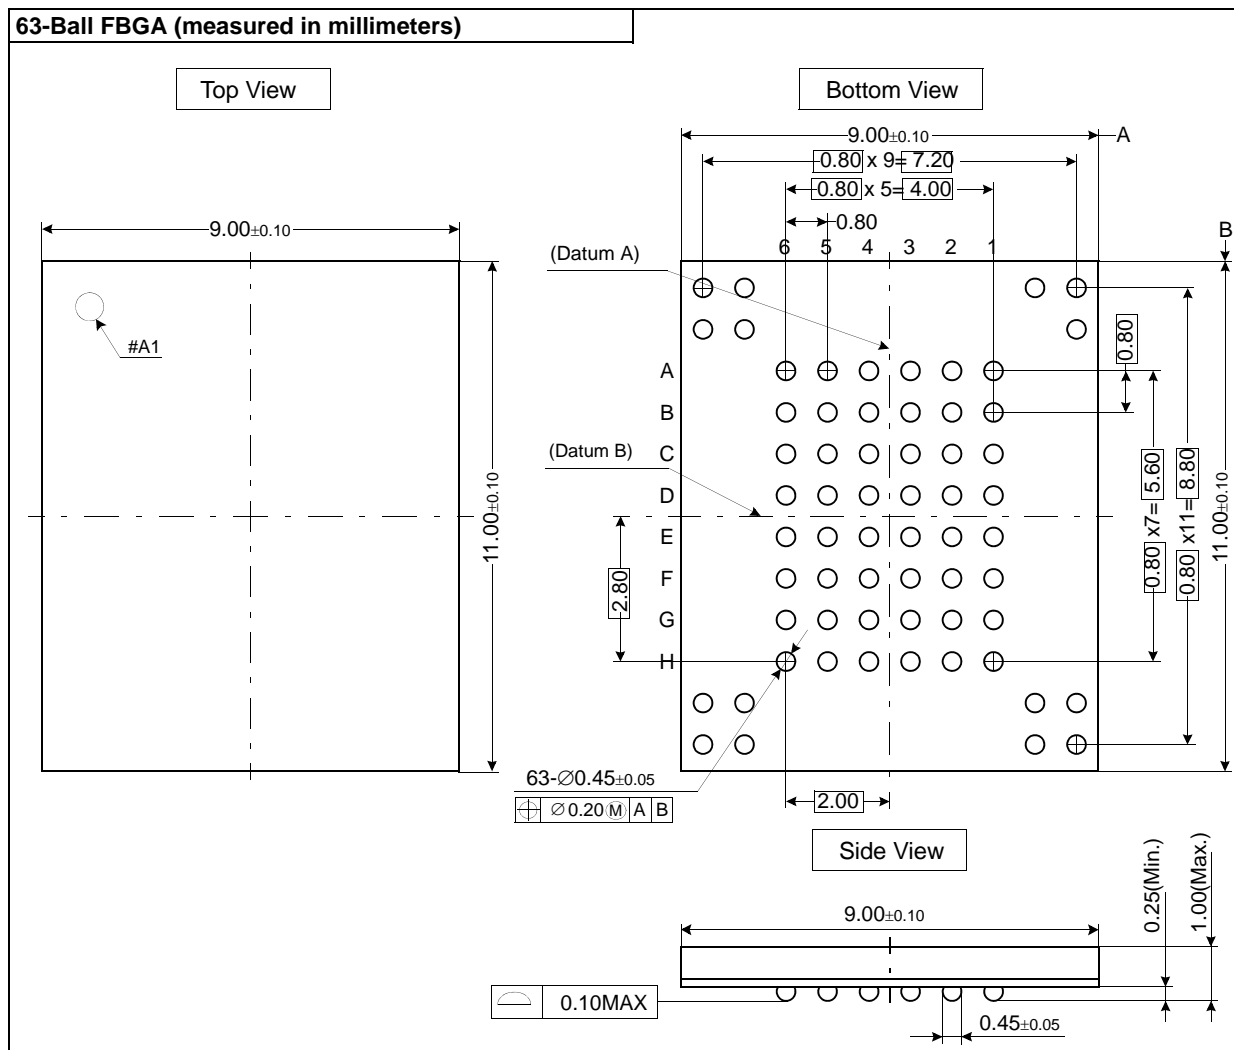 63-Ball FBGA (measured in millimeters)
Top View
Bottom View
9.00±0.10
A
0.80 x 9= 7.20
0.80 x 5= 4.00
0.80
9.00±0.10
B
6 5 4 3 2 1
(Datum A)
#A1
0.80
A
B
(Datum B)
C
D
E
F
G
H
11.00±0.10
2.80
0.80 x7= 5.60
0.80 x11= 8.80
11.00±0.10
63-Ø0.45±0.05
⌖ Ø 0.20 Ⓜ A B
2.00
Side View
0.25(Min.)
1.00(Max.)
9.00±0.10
0.10MAX
0.45±0.05